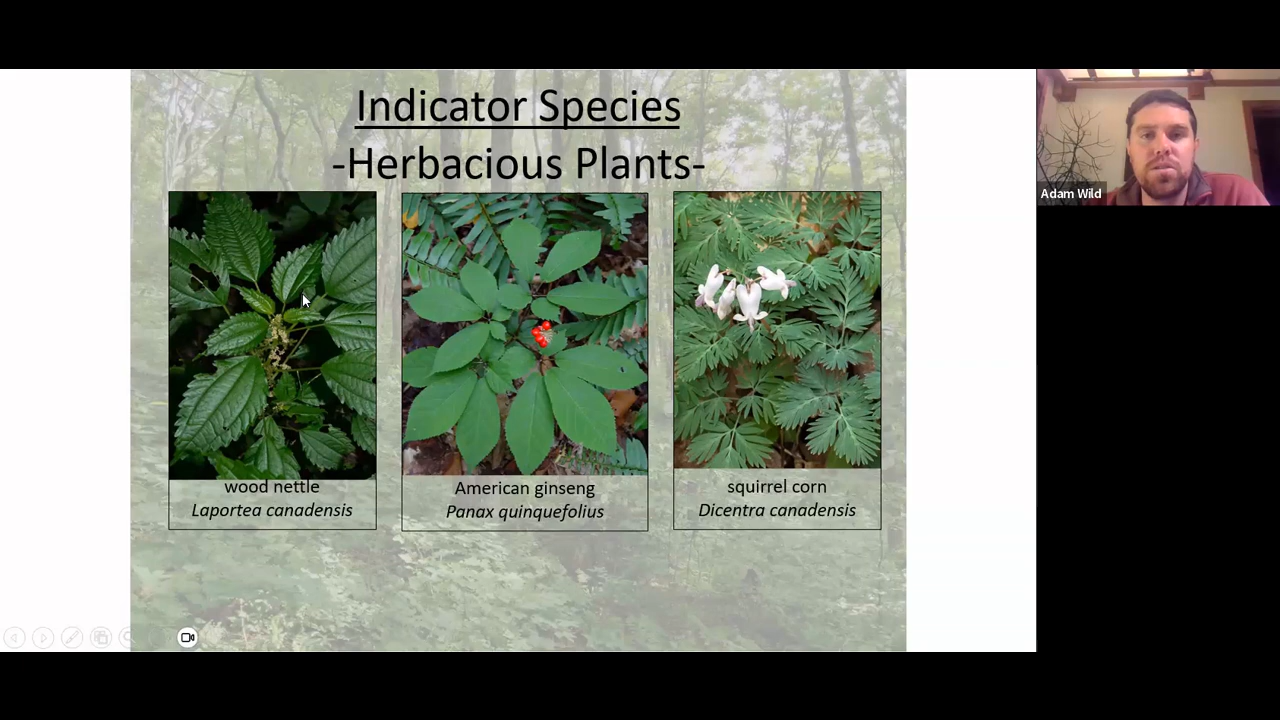 Indicator Species
-Herbacious Plants-
Adam Wild
wood nettle
Laportea canadensis
American ginseng
Panax quinquefolius
squirrel corn
Dicentra canadensis